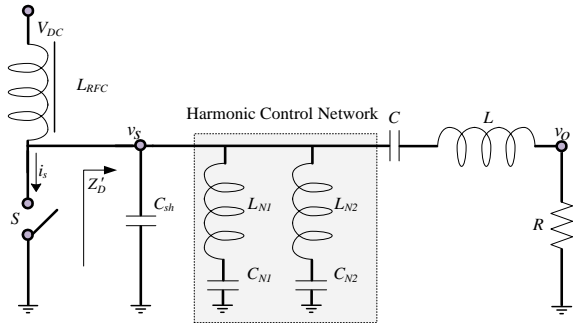 V_DC
L_RFC
Harmonic Control Network
C
L
v_s
v_o
i_s
Z'_D
S
C_sh
L_N1
L_N2
R
C_N1
C_N2